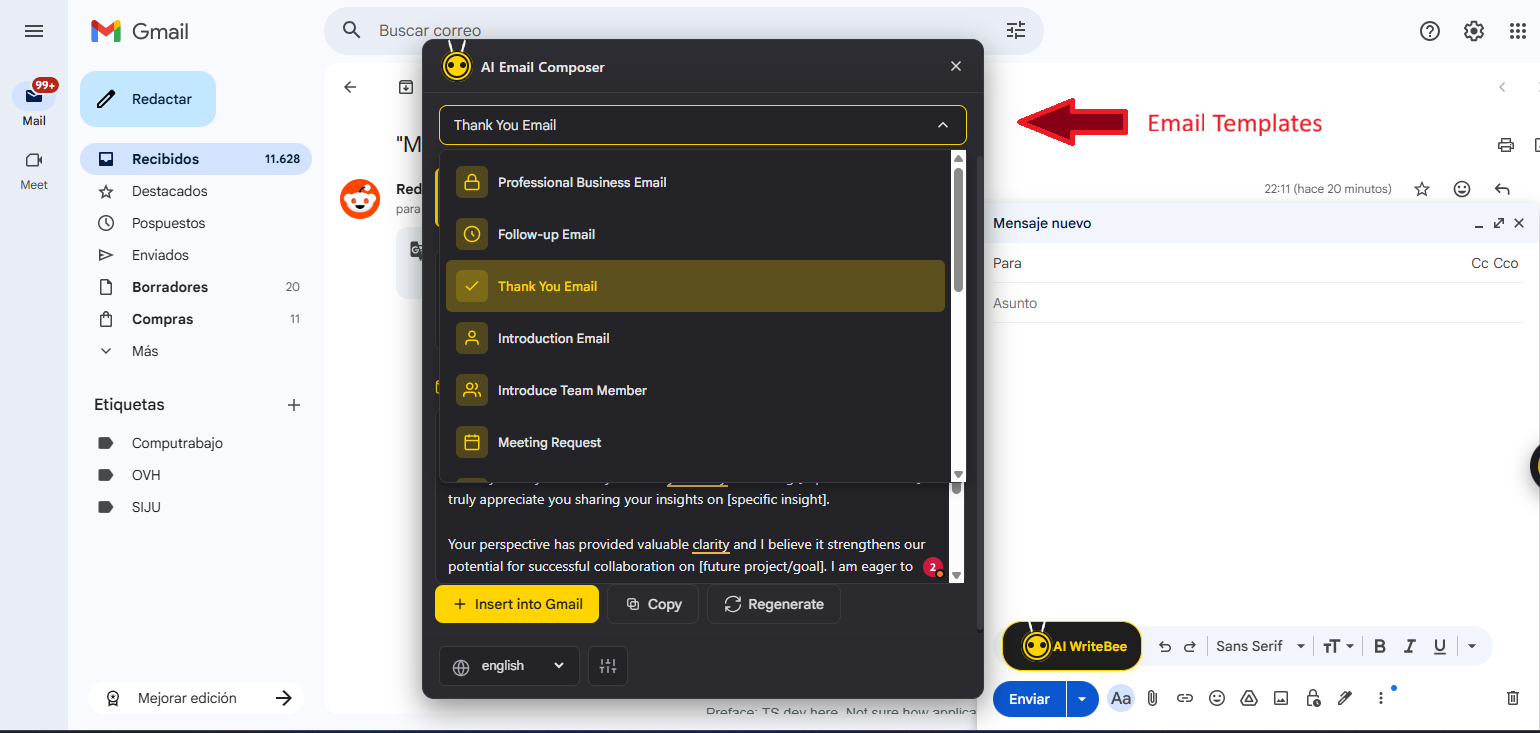 Gmail
Buscar correo
99+
Mail
Meet
Redactar
Recibidos 11.628
Destacados
Pospuestos
Enviados
Borradores 20
Compras 11
Más
Etiquetas
Computrabajo
OVH
SIJU
Mejorar edición
"M
Red
para
AI Email Composer
Thank You Email
Professional Business Email
Follow-up Email
Thank You Email
Introduction Email
Introduce Team Member
Meeting Request
truly appreciate you sharing your insights on [specific insight].
Your perspective has provided valuable clarity and I believe it strengthens our
potential for successful collaboration on [future project/goal]. I am eager to
2
Insert into Gmail
Copy
Regenerate
english
Email Templates
22:11 (hace 20 minutos)
Mensaje nuevo
Para Cc Cco
Asunto
AI WriteBee
Sans Serif
B I U
Enviar
Aa
Preface: TS dev here. Not sure how applica